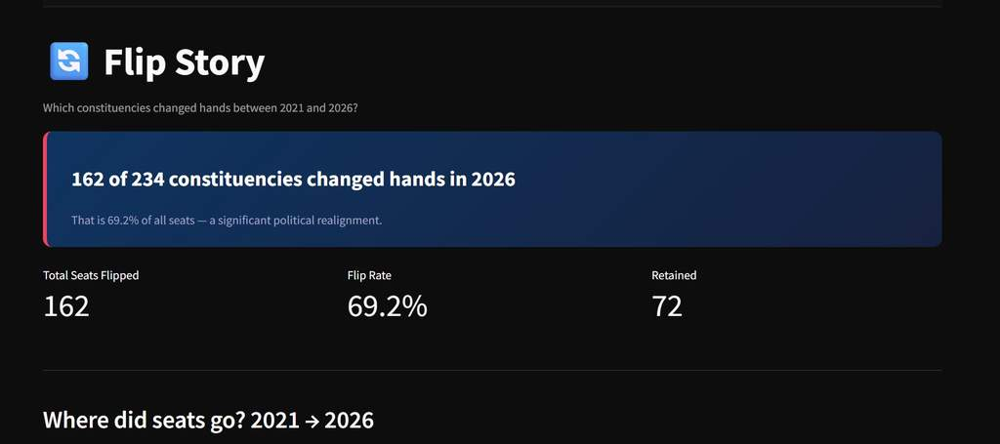 Flip Story
Which constituencies changed hands between 2021 and 2026?
162 of 234 constituencies changed hands in 2026
That is 69.2% of all seats — a significant political realignment.
Total Seats Flipped
162
Flip Rate
69.2%
Retained
72
Where did seats go? 2021 → 2026